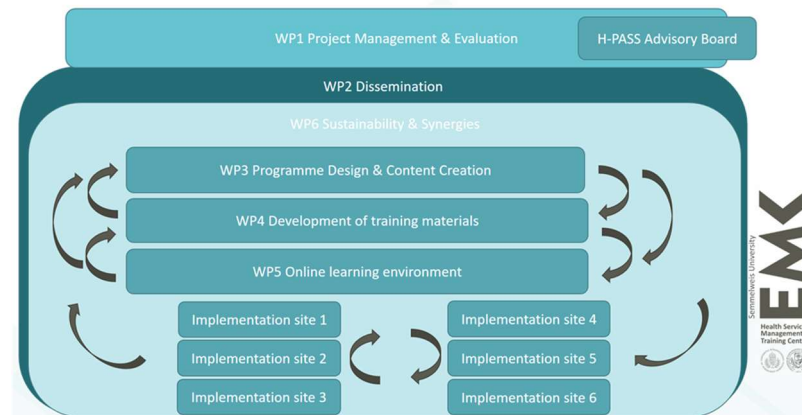 WP1 Project Management & Evaluation
H-PASS Advisory Board
WP2 Dissemination
WP6 Sustainability & Synergies
WP3 Programme Design & Content Creation
WP4 Development of training materials
WP5 Online learning environment
Implementation site 1
Implementation site 4
Implementation site 2
Implementation site 5
Implementation site 3
Implementation site 6
Semmelweis University
EMK
Health Servic
Management
Training Cent